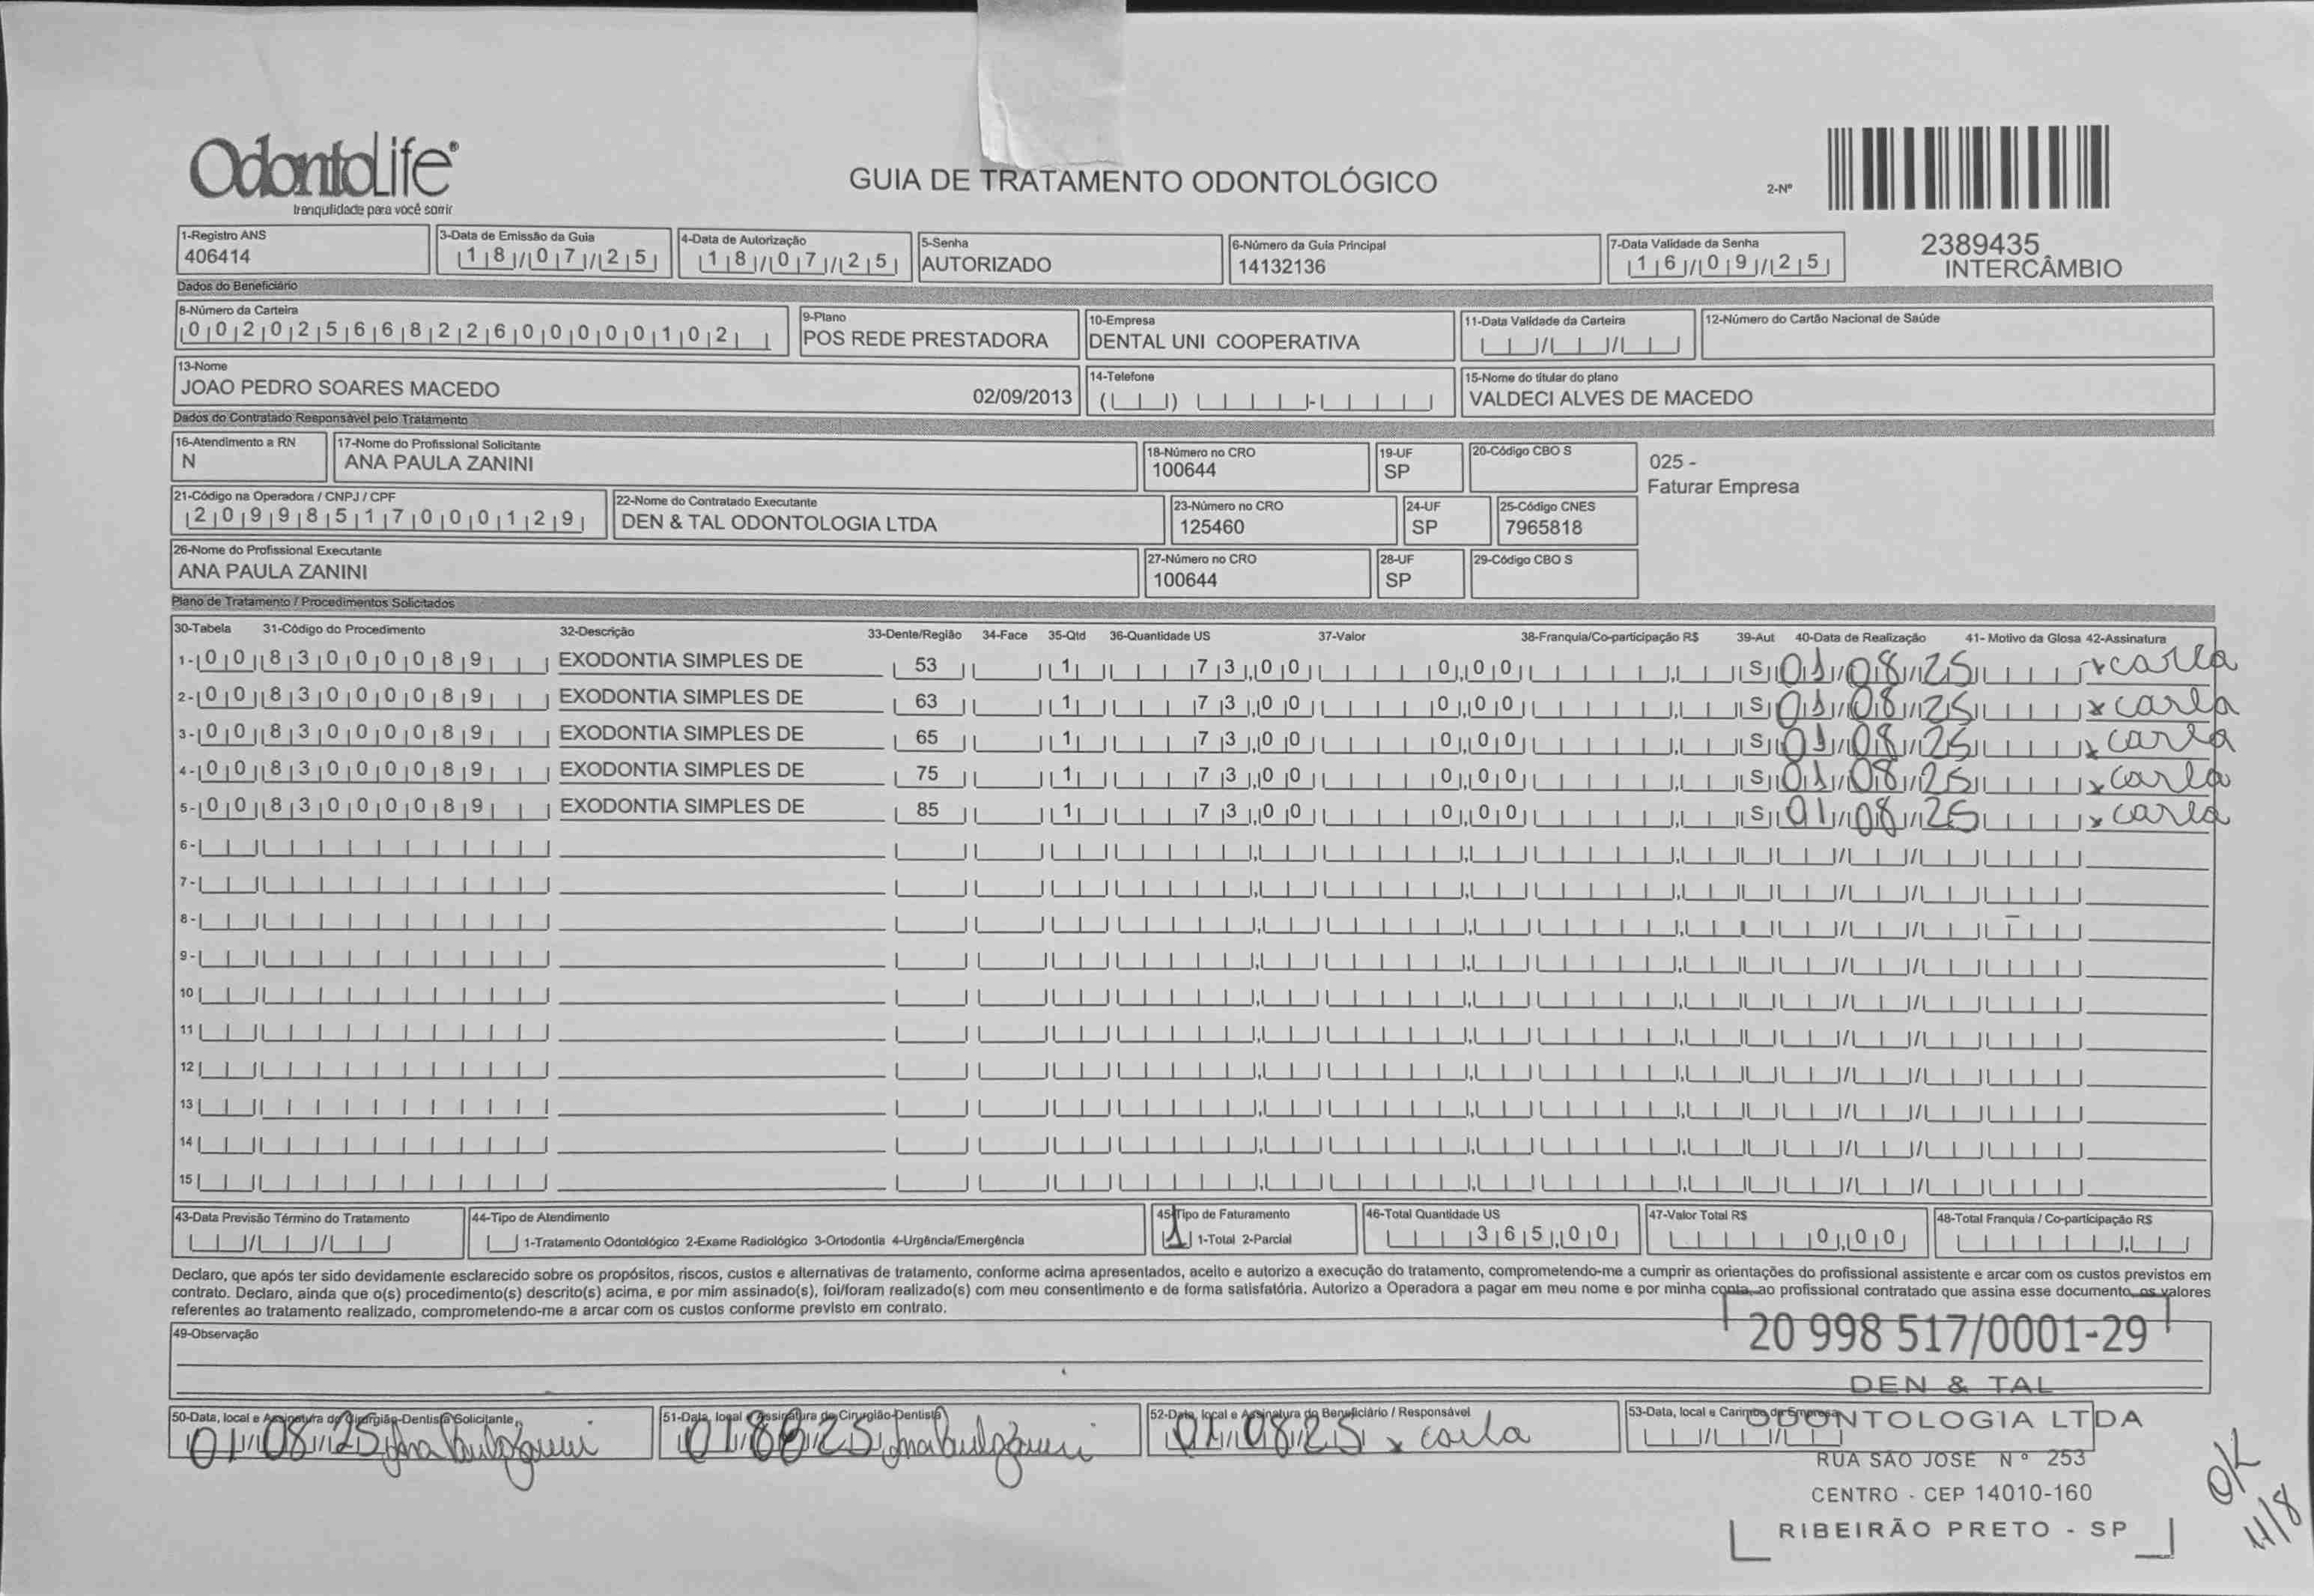 OdontoLife®
tranquilidade para você sorrir
GUIA DE TRATAMENTO ODONTOLÓGICO
2-Nº
2389435
INTERCÂMBIO
1-Registro ANS
406414
3-Data de Emissão da Guia
18/07/25
4-Data de Autorização
18/07/25
5-Senha
AUTORIZADO
6-Número da Guia Principal
14132136
7-Data Validade da Senha
16/09/25
Dados do Beneficiário
8-Número da Carteira
00202566822600000102
9-Plano
POS REDE PRESTADORA
10-Empresa
DENTAL UNI COOPERATIVA
11-Data Validade da Carteira
12-Número do Cartão Nacional de Saúde
13-Nome
JOAO PEDRO SOARES MACEDO 02/09/2013
14-Telefone
15-Nome do titular do plano
VALDECI ALVES DE MACEDO
Dados do Contratado Responsável pelo Tratamento
16-Atendimento a RN
N
17-Nome do Profissional Solicitante
ANA PAULA ZANINI
18-Número no CRO
100644
19-UF
SP
20-Código CBO S
025 -
Faturar Empresa
21-Código na Operadora / CNPJ / CPF
20998517000129
22-Nome do Contratado Executante
DEN & TAL ODONTOLOGIA LTDA
23-Número no CRO
125460
24-UF
SP
25-Código CNES
7965818
26-Nome do Profissional Executante
ANA PAULA ZANINI
27-Número no CRO
100644
28-UF
SP
29-Código CBO S
Plano de Tratamento / Procedimentos Solicitados
30-Tabela 31-Código do Procedimento 32-Descrição 33-Dente/Região 34-Face 35-Qtd 36-Quantidade US 37-Valor 38-Franquia/Co-participação R$ 39-Aut 40-Data de Realização 41- Motivo da Glosa 42-Assinatura
1- 00 83000089 EXODONTIA SIMPLES DE 53 1 73,00 0,00 S 01/08/25 x carla
2- 00 83000089 EXODONTIA SIMPLES DE 63 1 73,00 0,00 S 01/08/25 x carla
3- 00 83000089 EXODONTIA SIMPLES DE 65 1 73,00 0,00 S 01/08/25 x carla
4- 00 83000089 EXODONTIA SIMPLES DE 75 1 73,00 0,00 S 01/08/25 x carla
5- 00 83000089 EXODONTIA SIMPLES DE 85 1 73,00 0,00 S 01/08/25 x carla
6-
7-
8-
9-
10
11
12
13
14
15
43-Data Previsão Término do Tratamento
44-Tipo de Atendimento
1-Tratamento Odontológico 2-Exame Radiológico 3-Ortodontia 4-Urgência/Emergência
45-Tipo de Faturamento
1 1-Total 2-Parcial
46-Total Quantidade US
365,00
47-Valor Total R$
0,00
48-Total Franquia / Co-participação R$
Declaro, que após ter sido devidamente esclarecido sobre os propósitos, riscos, custos e alternativas de tratamento, conforme acima apresentados, aceito e autorizo a execução do tratamento, comprometendo-me a cumprir as orientações do profissional assistente e arcar com os custos previstos em
contrato. Declaro, ainda que o(s) procedimento(s) descrito(s) acima, e por mim assinado(s), foi/foram realizado(s) com meu consentimento e de forma satisfatória. Autorizo a Operadora a pagar em meu nome e por minha conta, ao profissional contratado que assina esse documento, os valores
referentes ao tratamento realizado, comprometendo-me a arcar com os custos conforme previsto em contrato.
49-Observação
20 998 517/0001-29
DEN & TAL
ODONTOLOGIA LTDA
RUA SÃO JOSÉ Nº 253
CENTRO - CEP 14010-160
RIBEIRÃO PRETO - SP
50-Data, local e Assinatura do Cirurgião-Dentista Solicitante
01/08/25 Ana Paula Zanini
51-Data, local e Assinatura do Cirurgião-Dentista
01/08/25 Ana Paula Zanini
52-Data, local e Assinatura do Beneficiário / Responsável
01/08/25 x carla
53-Data, local e Carimbo da Empresa
OK
11/8